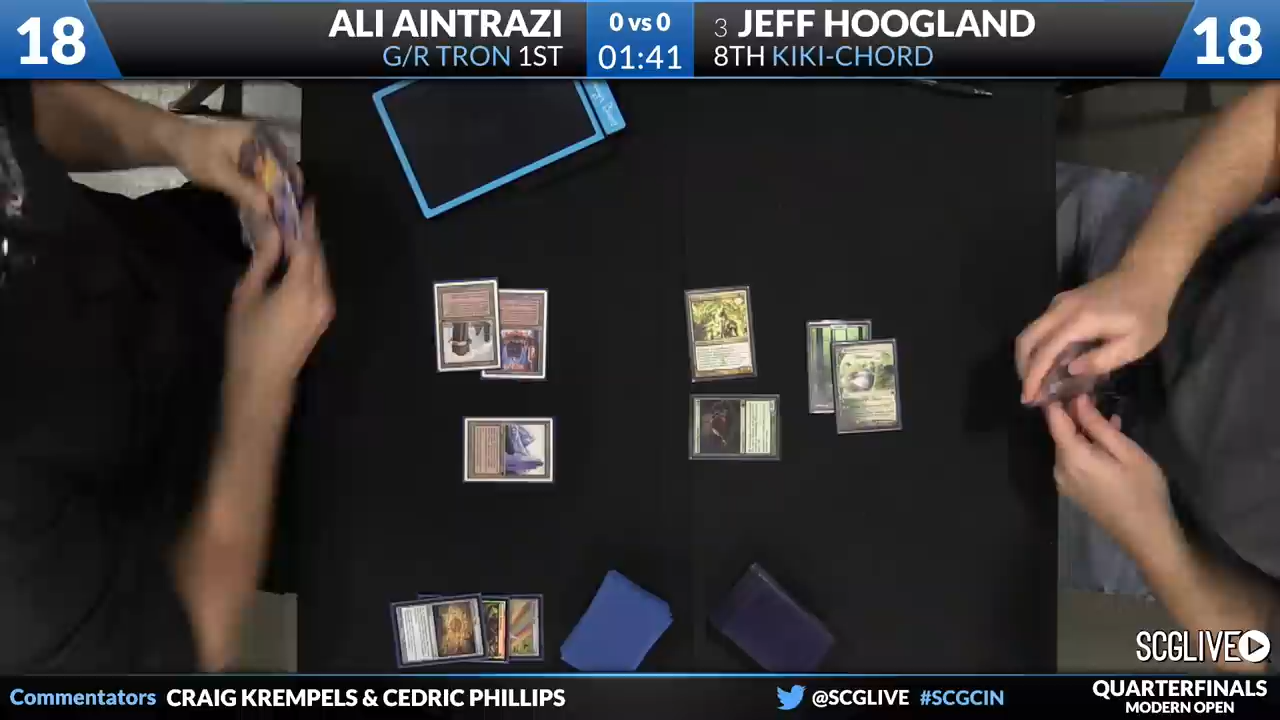 18
ALI AINTRAZI
G/R TRON 1ST
0 vs 0
01:41
3 JEFF HOOGLAND
8TH KIKI-CHORD
18
SCGLIVE
Commentators CRAIG KREMPELS & CEDRIC PHILLIPS
@SCGLIVE #SCGCIN
QUARTERFINALS
MODERN OPEN